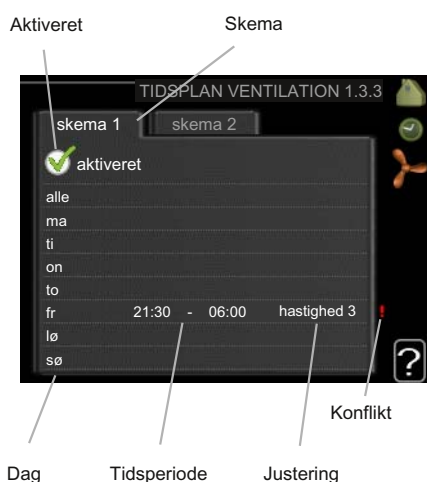 Aktiveret Skema
TIDSPLAN VENTILATION 1.3.3
skema 1 skema 2
aktiveret
alle
ma
ti
on
to
fr 21:30 - 06:00 hastighed 3 !
lø
sø
?
Konflikt
Dag Tidsperiode Justering